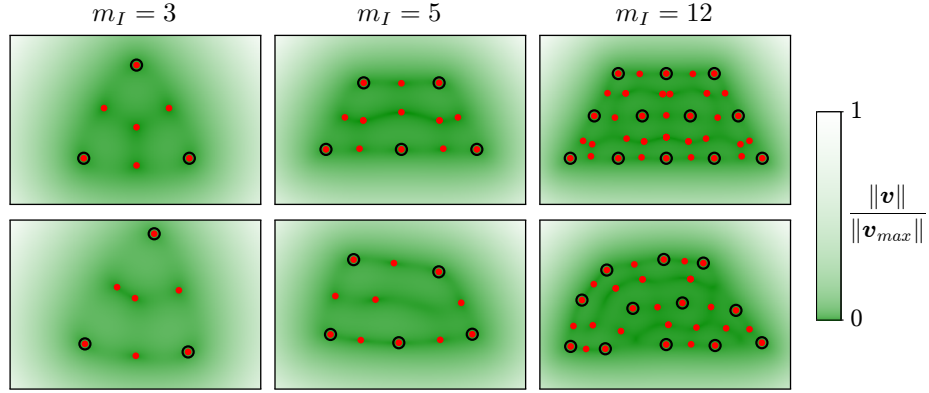 m_I = 3
m_I = 5
m_I = 12
1
‖v‖
‖v_max‖
0